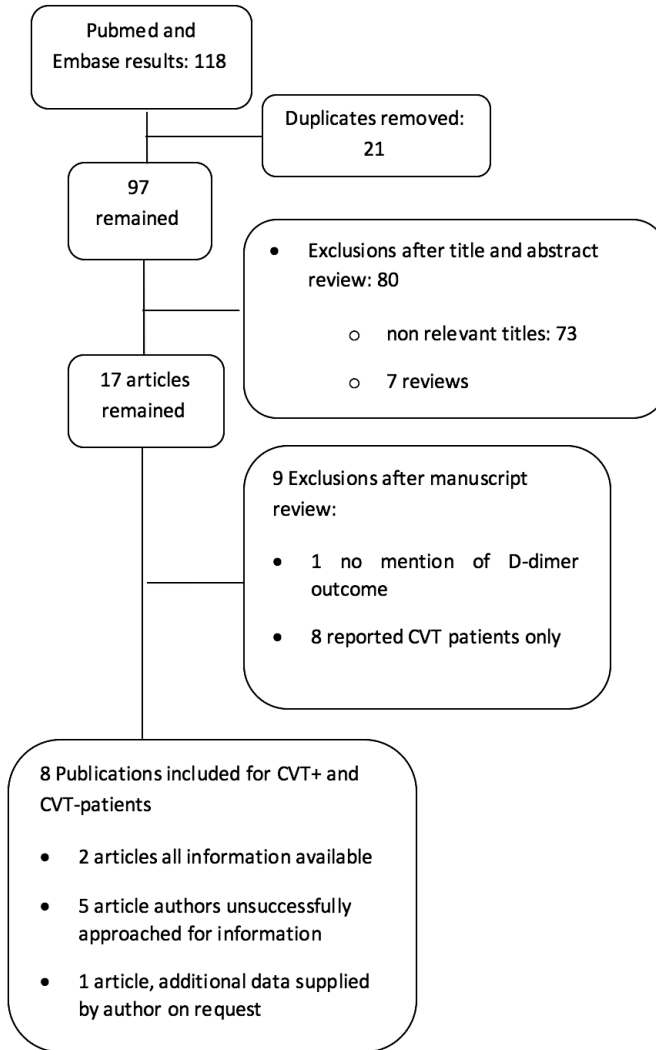 Pubmed and
Embase results: 118
Duplicates removed:
21
97
remained
• Exclusions after title and abstract
review: 80
o non relevant titles: 73
o 7 reviews
17 articles
remained
9 Exclusions after manuscript
review:
• 1 no mention of D-dimer
outcome
• 8 reported CVT patients only
8 Publications included for CVT+ and
CVT-patients
• 2 articles all information available
• 5 article authors unsuccessfully
approached for information
• 1 article, additional data supplied
by author on request